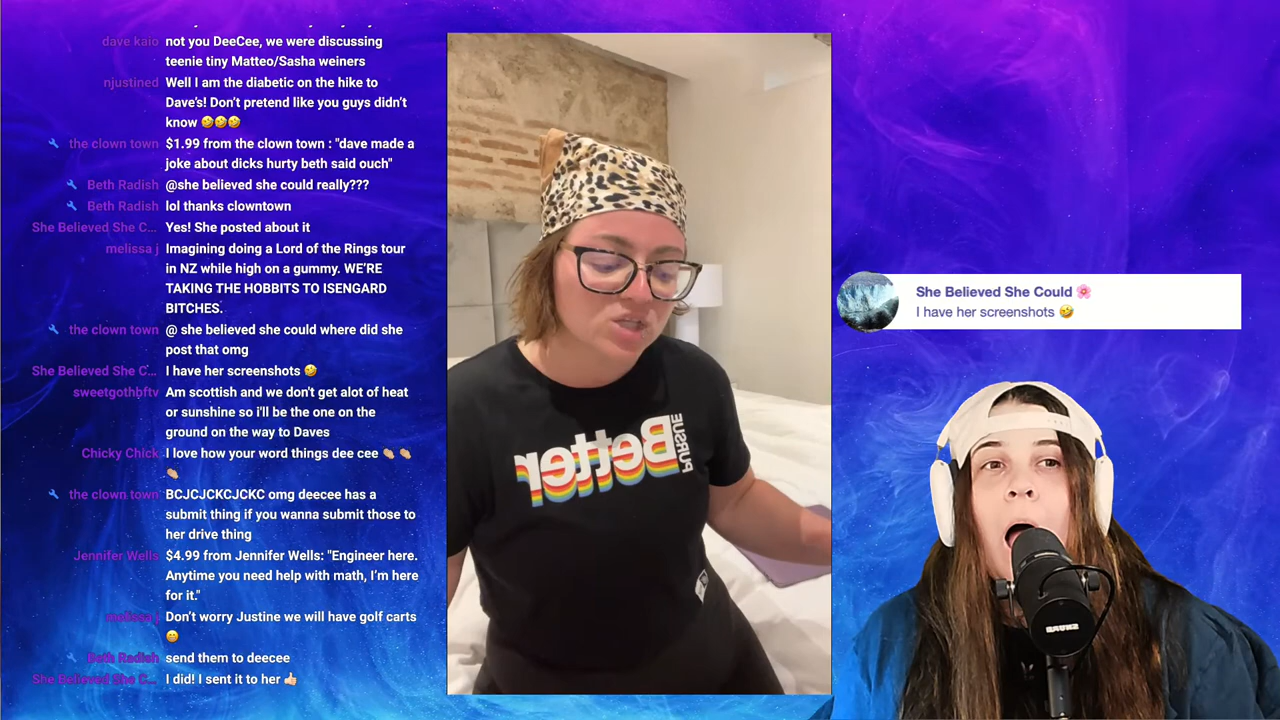 dave kaio not you DeeCee, we were discussing
teenie tiny Matteo/Sasha weiners
njustined Well I am the diabetic on the hike to
Dave's! Don't pretend like you guys didn't
know 🤣🤣🤣
the clown town $1.99 from the clown town : "dave made a
joke about dicks hurty beth said ouch"
Beth Radish @she believed she could really???
Beth Radish lol thanks clowntown
She Believed She C... Yes! She posted about it
melissa j Imagining doing a Lord of the Rings tour
in NZ while high on a gummy. WE'RE
TAKING THE HOBBITS TO ISENGARD
BITCHES.
the clown town @ she believed she could where did she
post that omg
She Believed She C... I have her screenshots 🤣
sweetgothbftv Am scottish and we don't get alot of heat
or sunshine so i'll be the one on the
ground on the way to Daves
Chicky Chick I love how your word things dee cee 👏🏼 👏🏼
👏🏼
the clown town BCJCJCKCJCKC omg deecee has a
submit thing if you wanna submit those to
her drive thing
Jennifer Wells $4.99 from Jennifer Wells: "Engineer here.
Anytime you need help with math, I'm here
for it."
melissa j Don't worry Justine we will have golf carts
😁
Beth Radish send them to deecee
She Believed She C... I did! I sent it to her 👍🏻
PURSUE
Better
She Believed She Could 🌸
I have her screenshots 🤣
SHURE